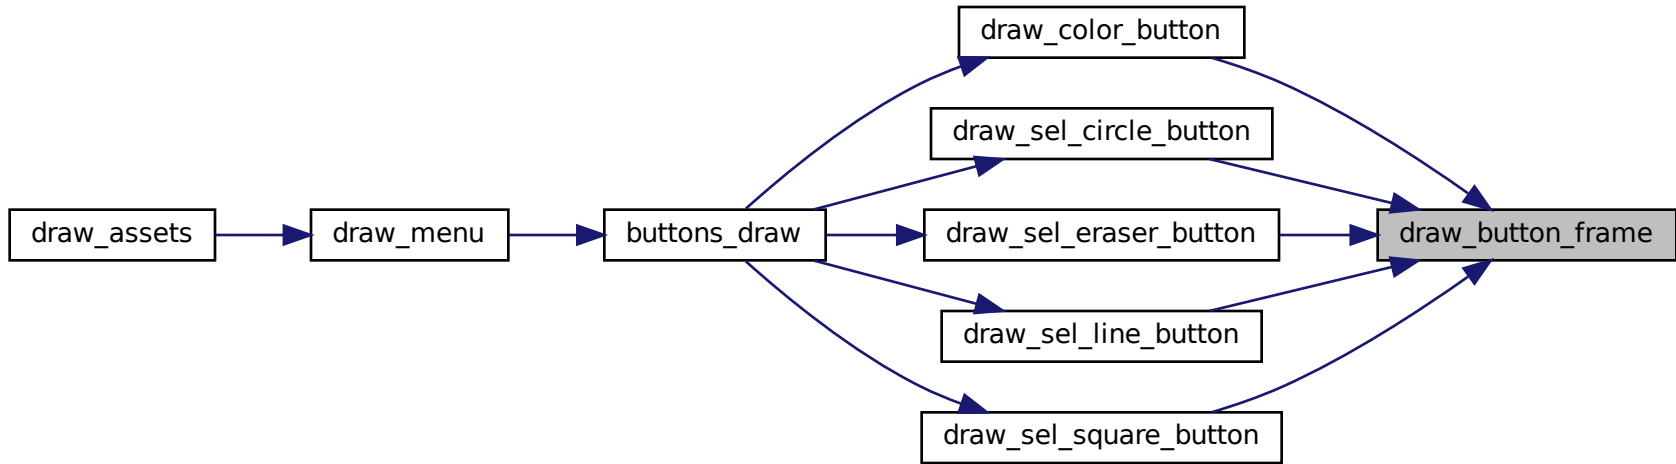 draw_color_button
draw_sel_circle_button
draw_assets
draw_menu
buttons_draw
draw_sel_eraser_button
draw_button_frame
draw_sel_line_button
draw_sel_square_button